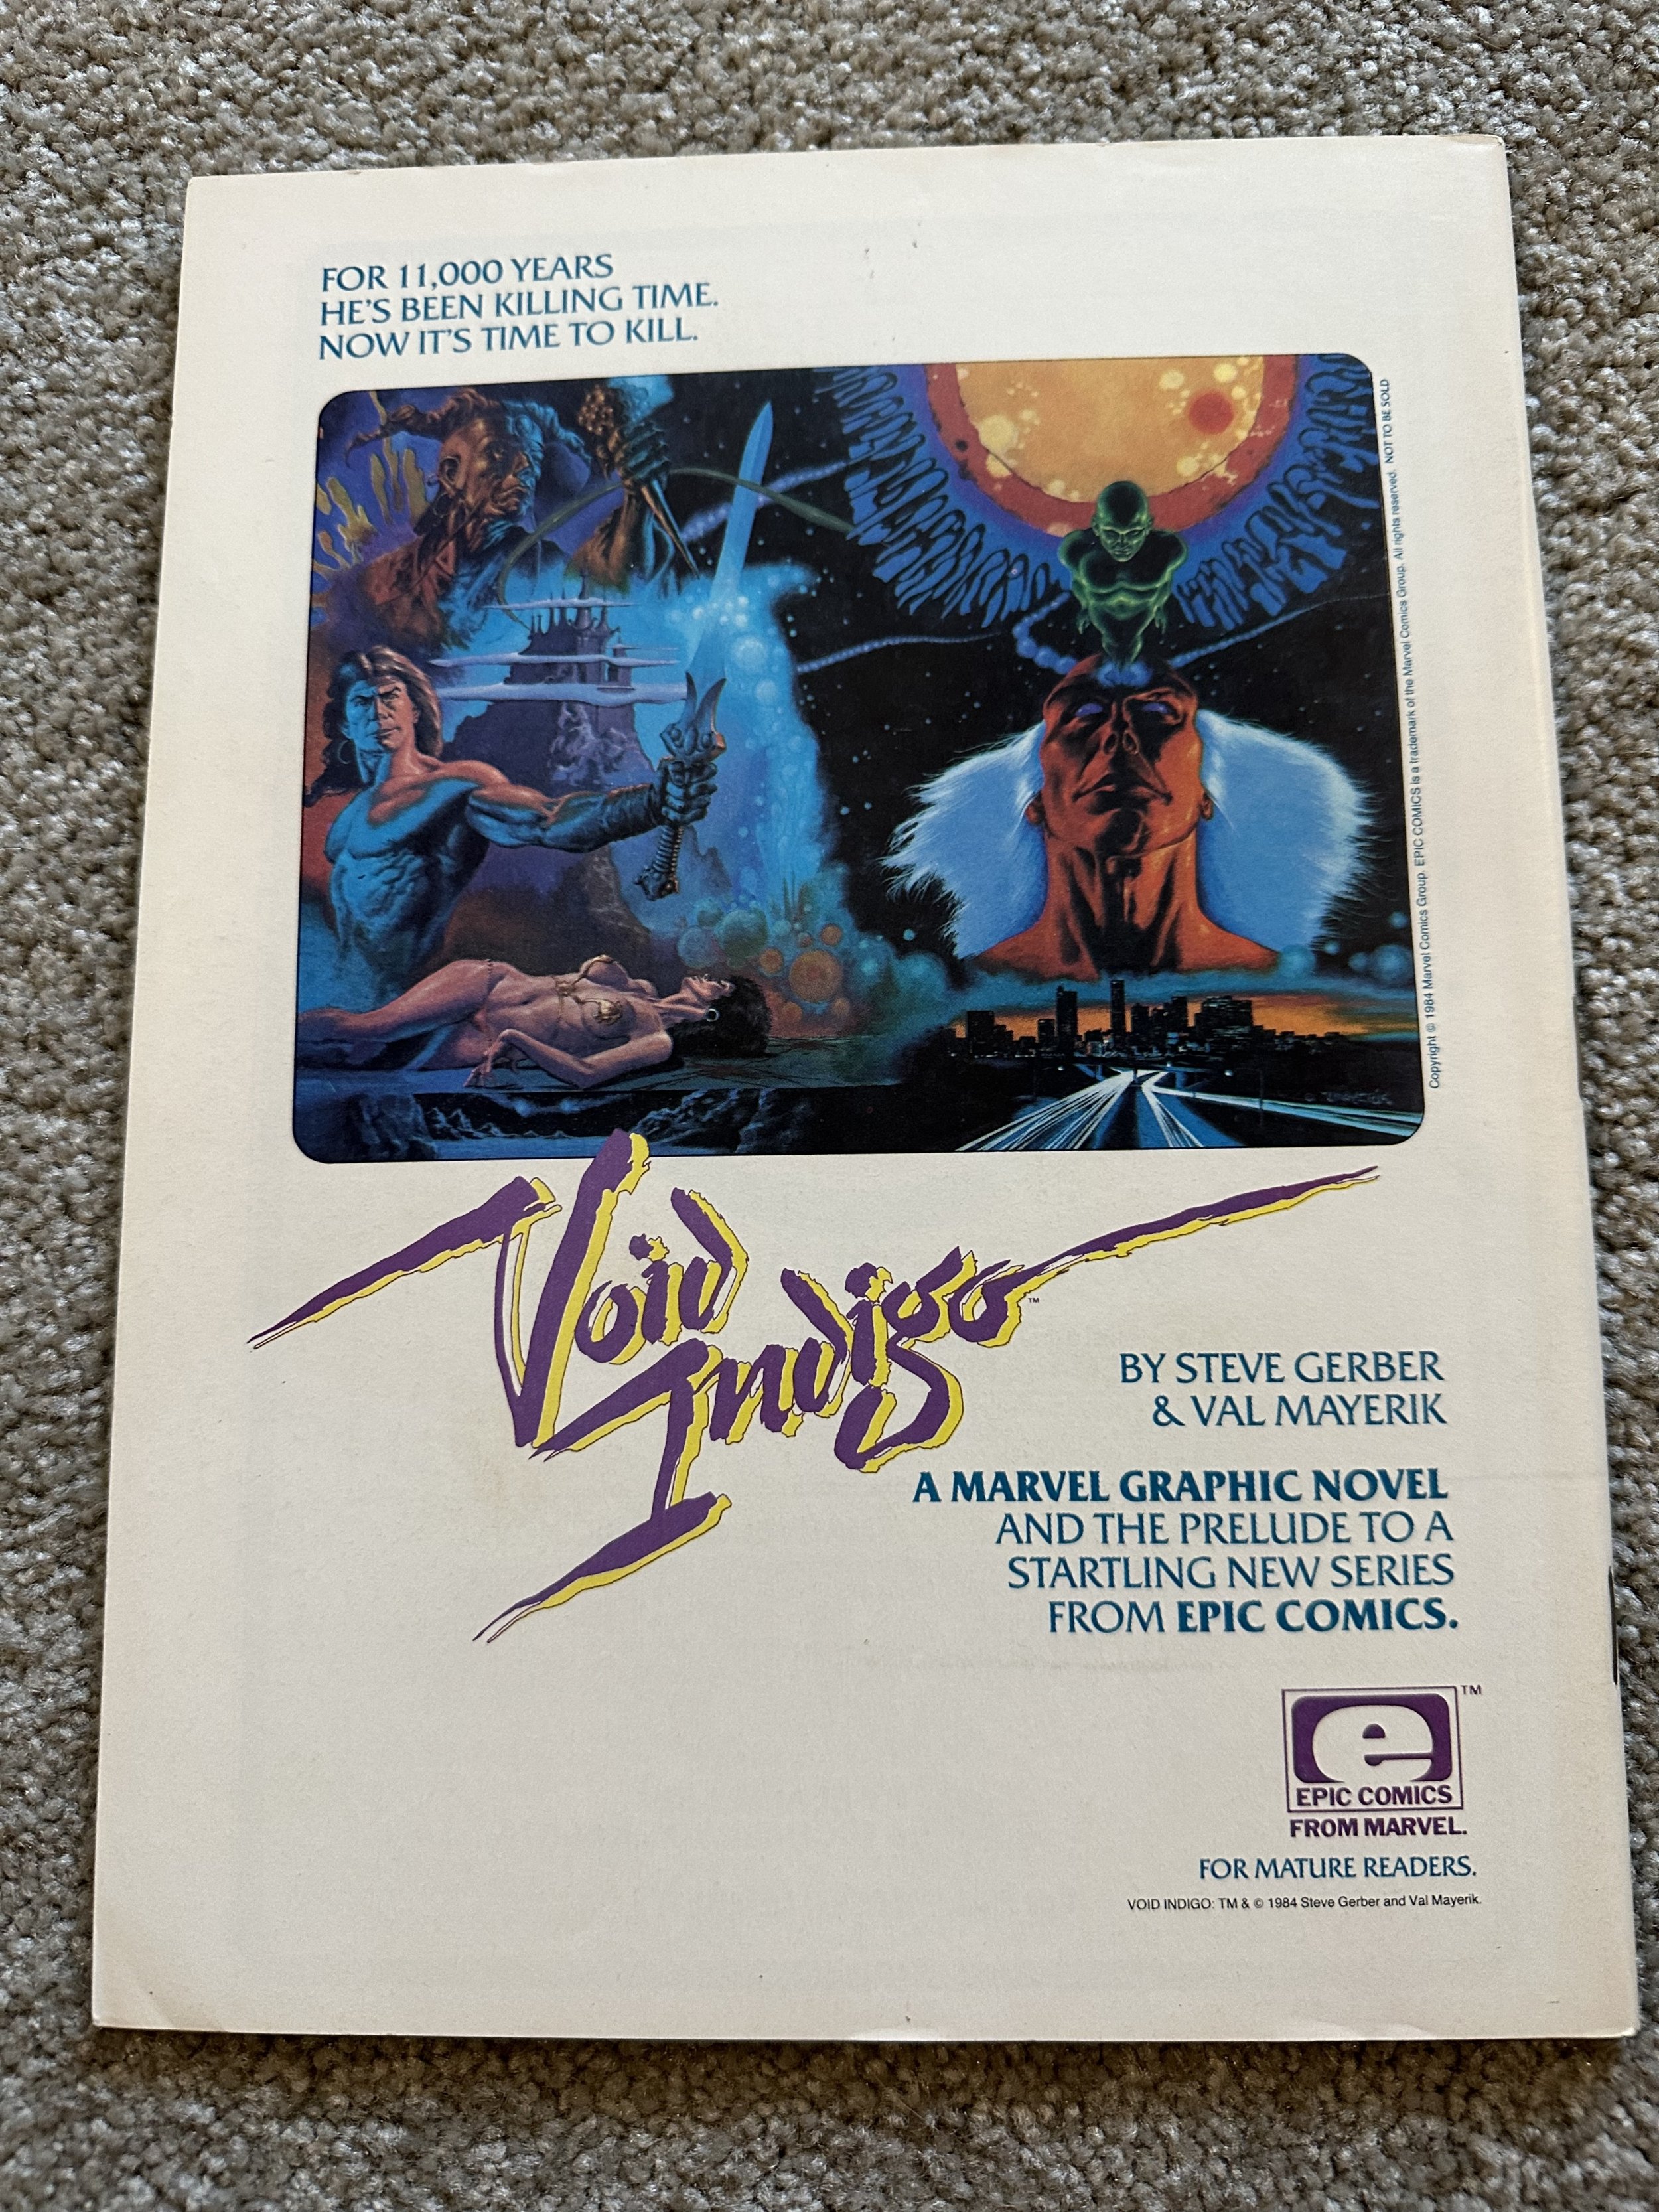 FOR 11,000 YEARS
HE'S BEEN KILLING TIME.
NOW IT'S TIME TO KILL.
Copyright © 1984 Marvel Comics Group. EPIC COMICS is a trademark of the Marvel Comics Group. All rights reserved. NOT TO BE SOLD
Void
Indigo™
BY STEVE GERBER
& VAL MAYERIK
A MARVEL GRAPHIC NOVEL
AND THE PRELUDE TO A
STARTLING NEW SERIES
FROM EPIC COMICS.
e TM
EPIC COMICS
FROM MARVEL.
FOR MATURE READERS.
VOID INDIGO: TM & © 1984 Steve Gerber and Val Mayerik.